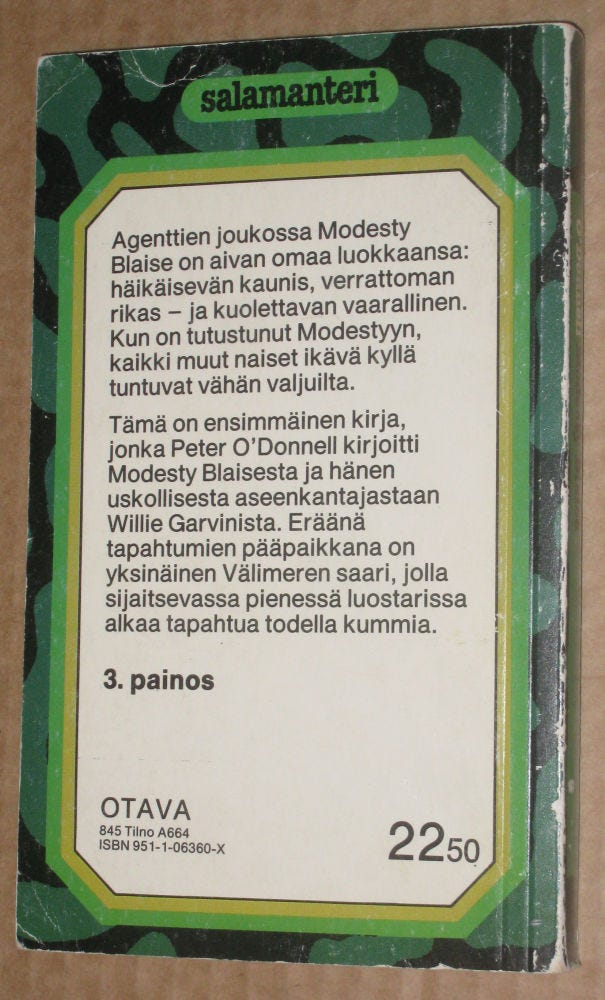 salamanteri
Agenttien joukossa Modesty
Blaise on aivan omaa luokkaansa:
häikäisevän kaunis, verrattoman
rikas – ja kuolettavan vaarallinen.
Kun on tutustunut Modestyyn,
kaikki muut naiset ikävä kyllä
tuntuvat vähän valjuilta.
Tämä on ensimmäinen kirja,
jonka Peter O'Donnell kirjoitti
Modesty Blaisesta ja hänen
uskollisesta aseenkantajastaan
Willie Garvinista. Eräänä
tapahtumien pääpaikkana on
yksinäinen Välimeren saari, jolla
sijaitsevassa pienessä luostarissa
alkaa tapahtua todella kummia.
3. painos
OTAVA
845 Tilno A664
ISBN 951-1-06360-X
2250